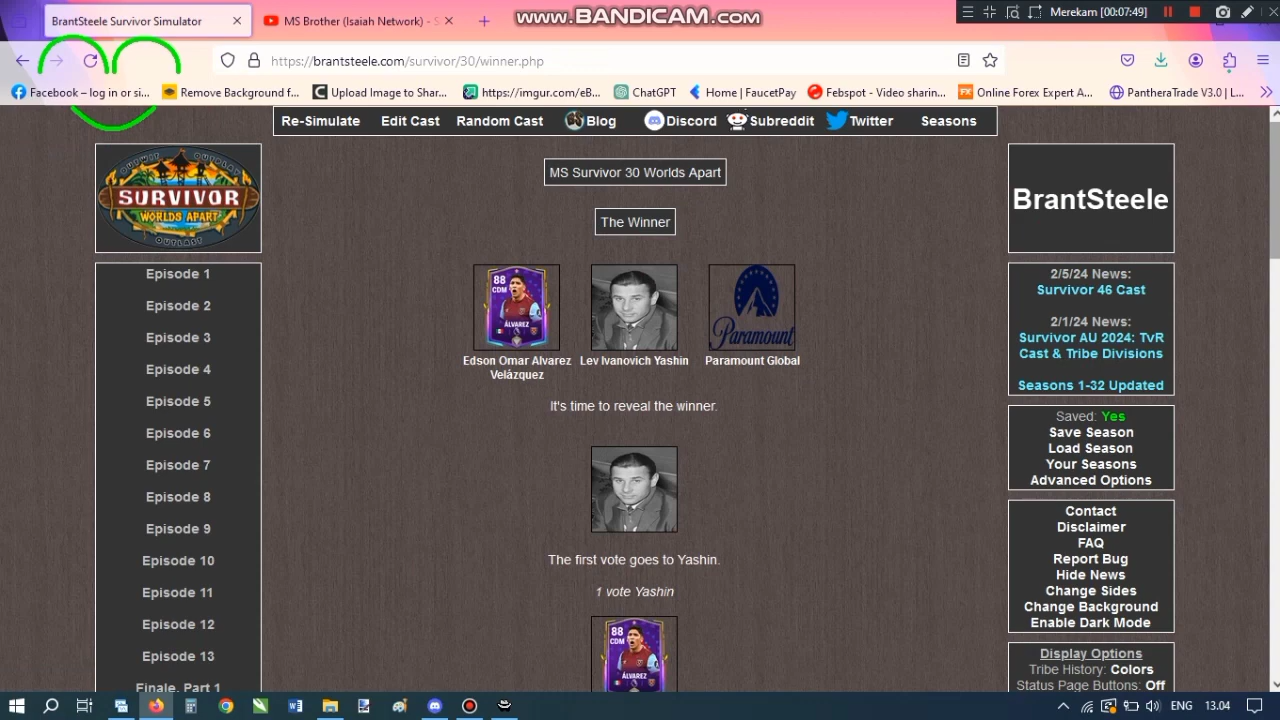 BrantSteele Survivor Simulator
MS Brother (Isaiah Network) - S
www.BANDICAM.com
Merekam [00:07:49]
https://brantsteele.com/survivor/30/winner.php
Facebook – log in or si...
Remove Background f...
Upload Image to Shar...
https://imgur.com/eB...
ChatGPT
Home | FaucetPay
Febspot - Video sharin...
FX
Online Forex Expert A...
PantheraTrade V3.0 | L...
Re-Simulate
Edit Cast
Random Cast
Blog
Discord
Subreddit
Twitter
Seasons
OUTWIT OUTPLAY
SURVIVOR
WORLDS APART
OUTLAST
Episode 1
Episode 2
Episode 3
Episode 4
Episode 5
Episode 6
Episode 7
Episode 8
Episode 9
Episode 10
Episode 11
Episode 12
Episode 13
Finale, Part 1
MS Survivor 30 Worlds Apart
The Winner
88
CDM
ÁLVAREZ
Paramount
Edson Omar Alvarez
Velázquez
Lev Ivanovich Yashin
Paramount Global
It's time to reveal the winner.
The first vote goes to Yashin.
1 vote Yashin
88
CDM
ÁLVAREZ
BrantSteele
2/5/24 News:
Survivor 46 Cast
2/1/24 News:
Survivor AU 2024: TvR
Cast & Tribe Divisions
Seasons 1-32 Updated
Saved: Yes
Save Season
Load Season
Your Seasons
Advanced Options
Contact
Disclaimer
FAQ
Report Bug
Hide News
Change Sides
Change Background
Enable Dark Mode
Display Options
Tribe History: Colors
Status Page Buttons: Off
ENG
13.04